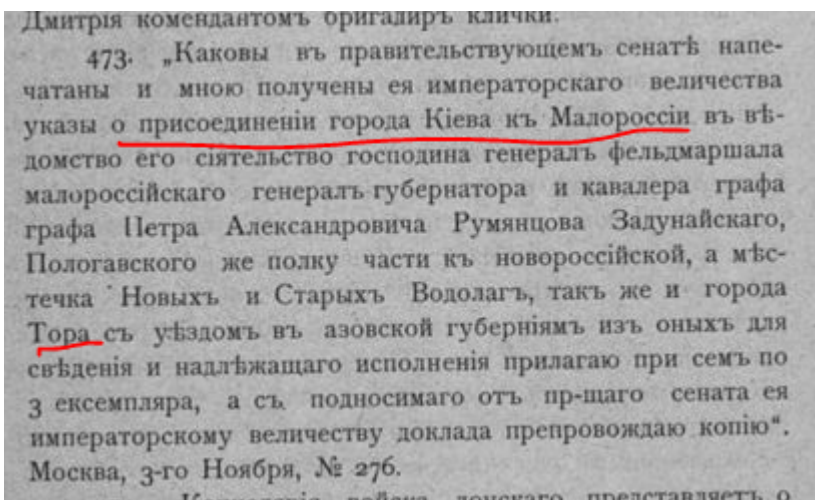 Дмитрія комендантомъ бригадиръ клички.
473. „Каковы въ правительствующемъ сенатѣ напе-
чатаны и мною получены ея императорскаго величества
указы о присоединеніи города Кіева къ Малороссіи въ вѣ-
домство его сіятельство господина генералъ фельдмаршала
малороссійскаго генералъ губернатора и кавалера графа
графа Петра Александровича Румянцова Задунайскаго,
Пологавского же полку части къ новороссійской, а мѣс-
течка Новыхъ и Старыхъ Водолагъ, такъ же и города
Тора съ уѣздомъ въ азовской губерніямъ изъ оныхъ для
свѣденія и надлѣжащаго исполненія прилагаю при семъ по
3 ексемпляра, а съ подносимаго отъ пр-щаго сената ея
императорскому величеству доклада препровождаю копію“.
Москва, 3-го Ноября, № 276.
войска донскаго представляетъ о